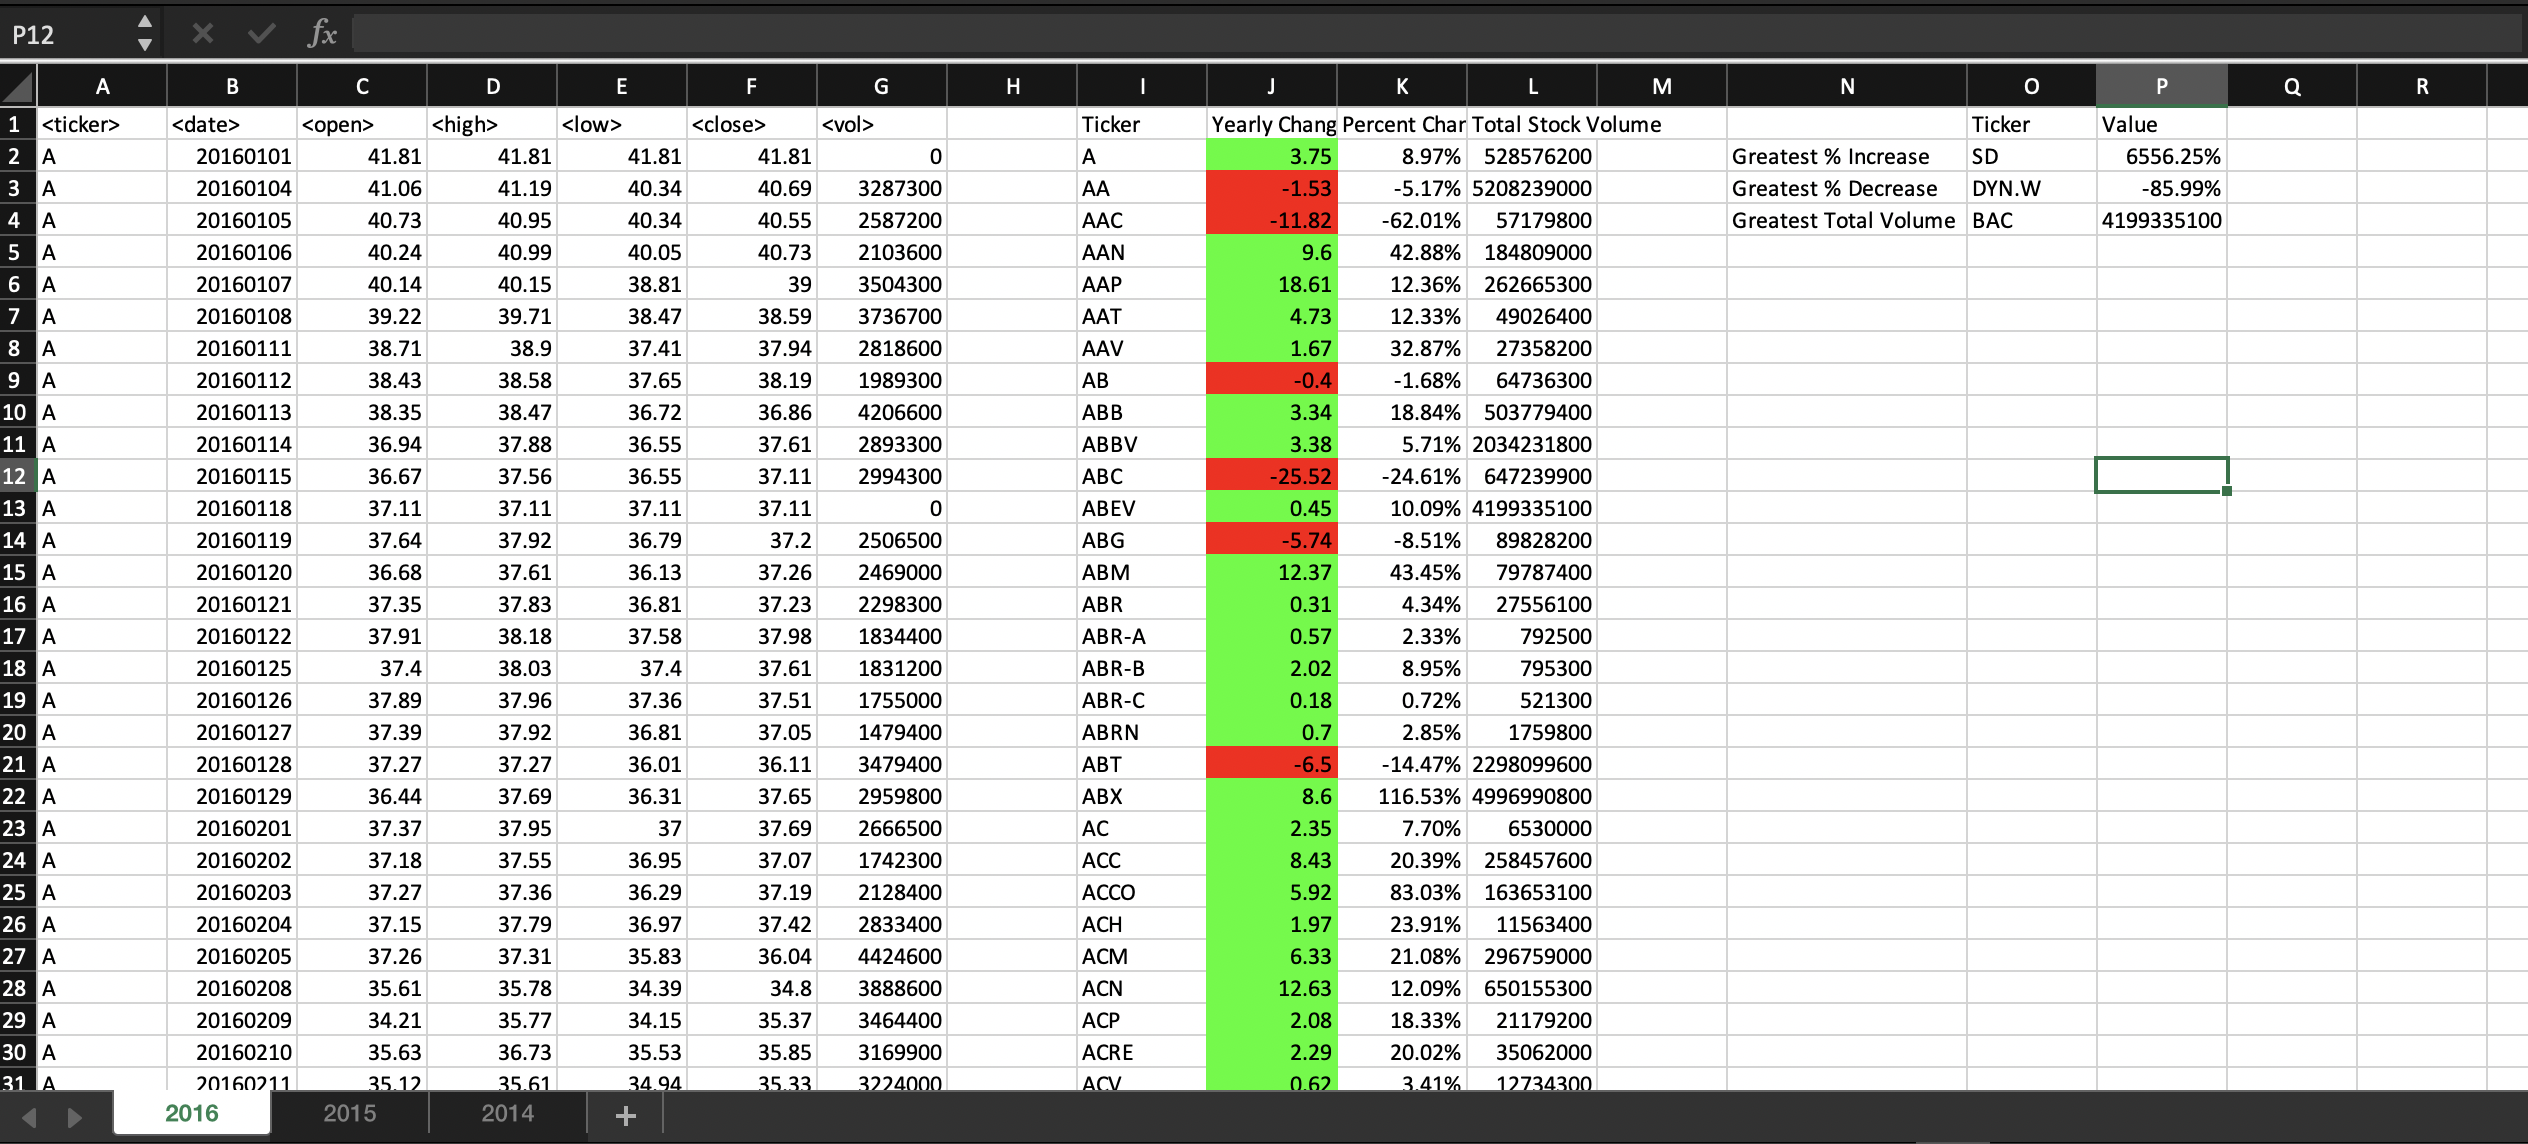 P12 fx
A B C D E F G H I J K L M N O P Q R
1 <ticker> <date> <open> <high> <low> <close> <vol> Ticker Yearly Chang Percent Char Total Stock Volume Ticker Value
2 A 20160101 41.81 41.81 41.81 41.81 0 A 3.75 8.97% 528576200 Greatest % Increase SD 6556.25%
3 A 20160104 41.06 41.19 40.34 40.69 3287300 AA -1.53 -5.17% 5208239000 Greatest % Decrease DYN.W -85.99%
4 A 20160105 40.73 40.95 40.34 40.55 2587200 AAC -11.82 -62.01% 57179800 Greatest Total Volume BAC 4199335100
5 A 20160106 40.24 40.99 40.05 40.73 2103600 AAN 9.6 42.88% 184809000
6 A 20160107 40.14 40.15 38.81 39 3504300 AAP 18.61 12.36% 262665300
7 A 20160108 39.22 39.71 38.47 38.59 3736700 AAT 4.73 12.33% 49026400
8 A 20160111 38.71 38.9 37.41 37.94 2818600 AAV 1.67 32.87% 27358200
9 A 20160112 38.43 38.58 37.65 38.19 1989300 AB -0.4 -1.68% 64736300
10 A 20160113 38.35 38.47 36.72 36.86 4206600 ABB 3.34 18.84% 503779400
11 A 20160114 36.94 37.88 36.55 37.61 2893300 ABBV 3.38 5.71% 2034231800
12 A 20160115 36.67 37.56 36.55 37.11 2994300 ABC -25.52 -24.61% 647239900
13 A 20160118 37.11 37.11 37.11 37.11 0 ABEV 0.45 10.09% 4199335100
14 A 20160119 37.64 37.92 36.79 37.2 2506500 ABG -5.74 -8.51% 89828200
15 A 20160120 36.68 37.61 36.13 37.26 2469000 ABM 12.37 43.45% 79787400
16 A 20160121 37.35 37.83 36.81 37.23 2298300 ABR 0.31 4.34% 27556100
17 A 20160122 37.91 38.18 37.58 37.98 1834400 ABR-A 0.57 2.33% 792500
18 A 20160125 37.4 38.03 37.4 37.61 1831200 ABR-B 2.02 8.95% 795300
19 A 20160126 37.89 37.96 37.36 37.51 1755000 ABR-C 0.18 0.72% 521300
20 A 20160127 37.39 37.92 36.81 37.05 1479400 ABRN 0.7 2.85% 1759800
21 A 20160128 37.27 37.27 36.01 36.11 3479400 ABT -6.5 -14.47% 2298099600
22 A 20160129 36.44 37.69 36.31 37.65 2959800 ABX 8.6 116.53% 4996990800
23 A 20160201 37.37 37.95 37 37.69 2666500 AC 2.35 7.70% 6530000
24 A 20160202 37.18 37.55 36.95 37.07 1742300 ACC 8.43 20.39% 258457600
25 A 20160203 37.27 37.36 36.29 37.19 2128400 ACCO 5.92 83.03% 163653100
26 A 20160204 37.15 37.79 36.97 37.42 2833400 ACH 1.97 23.91% 11563400
27 A 20160205 37.26 37.31 35.83 36.04 4424600 ACM 6.33 21.08% 296759000
28 A 20160208 35.61 35.78 34.39 34.8 3888600 ACN 12.63 12.09% 650155300
29 A 20160209 34.21 35.77 34.15 35.37 3464400 ACP 2.08 18.33% 21179200
30 A 20160210 35.63 36.73 35.53 35.85 3169900 ACRE 2.29 20.02% 35062000
31 A 20160211 35.12 35.61 34.94 35.33 3224000 ACV 0.62 3.41% 12734300
2016 2015 2014 +